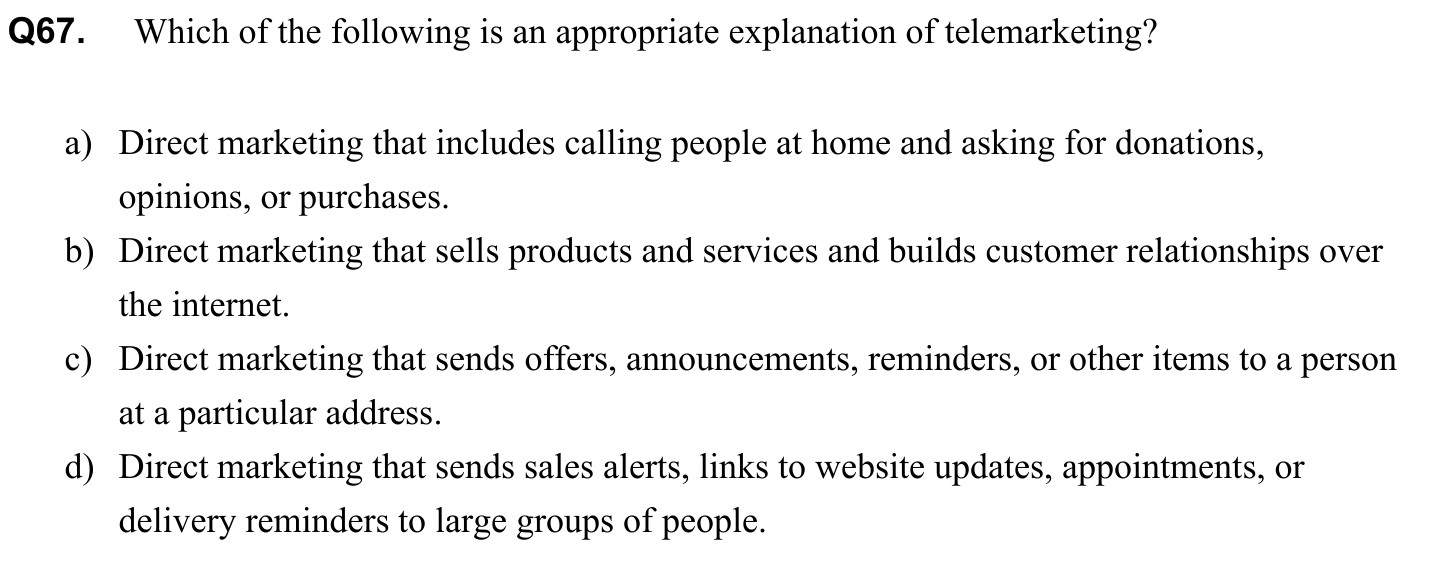 Q67. Which of the following is an appropriate explanation of telemarketing?
a) Direct marketing that includes calling people at home and asking for donations,
opinions, or purchases.
b) Direct marketing that sells products and services and builds customer relationships over
the internet.
c) Direct marketing that sends offers, announcements, reminders, or other items to a person
at a particular address.
d) Direct marketing that sends sales alerts, links to website updates, appointments, or
delivery reminders to large groups of people.